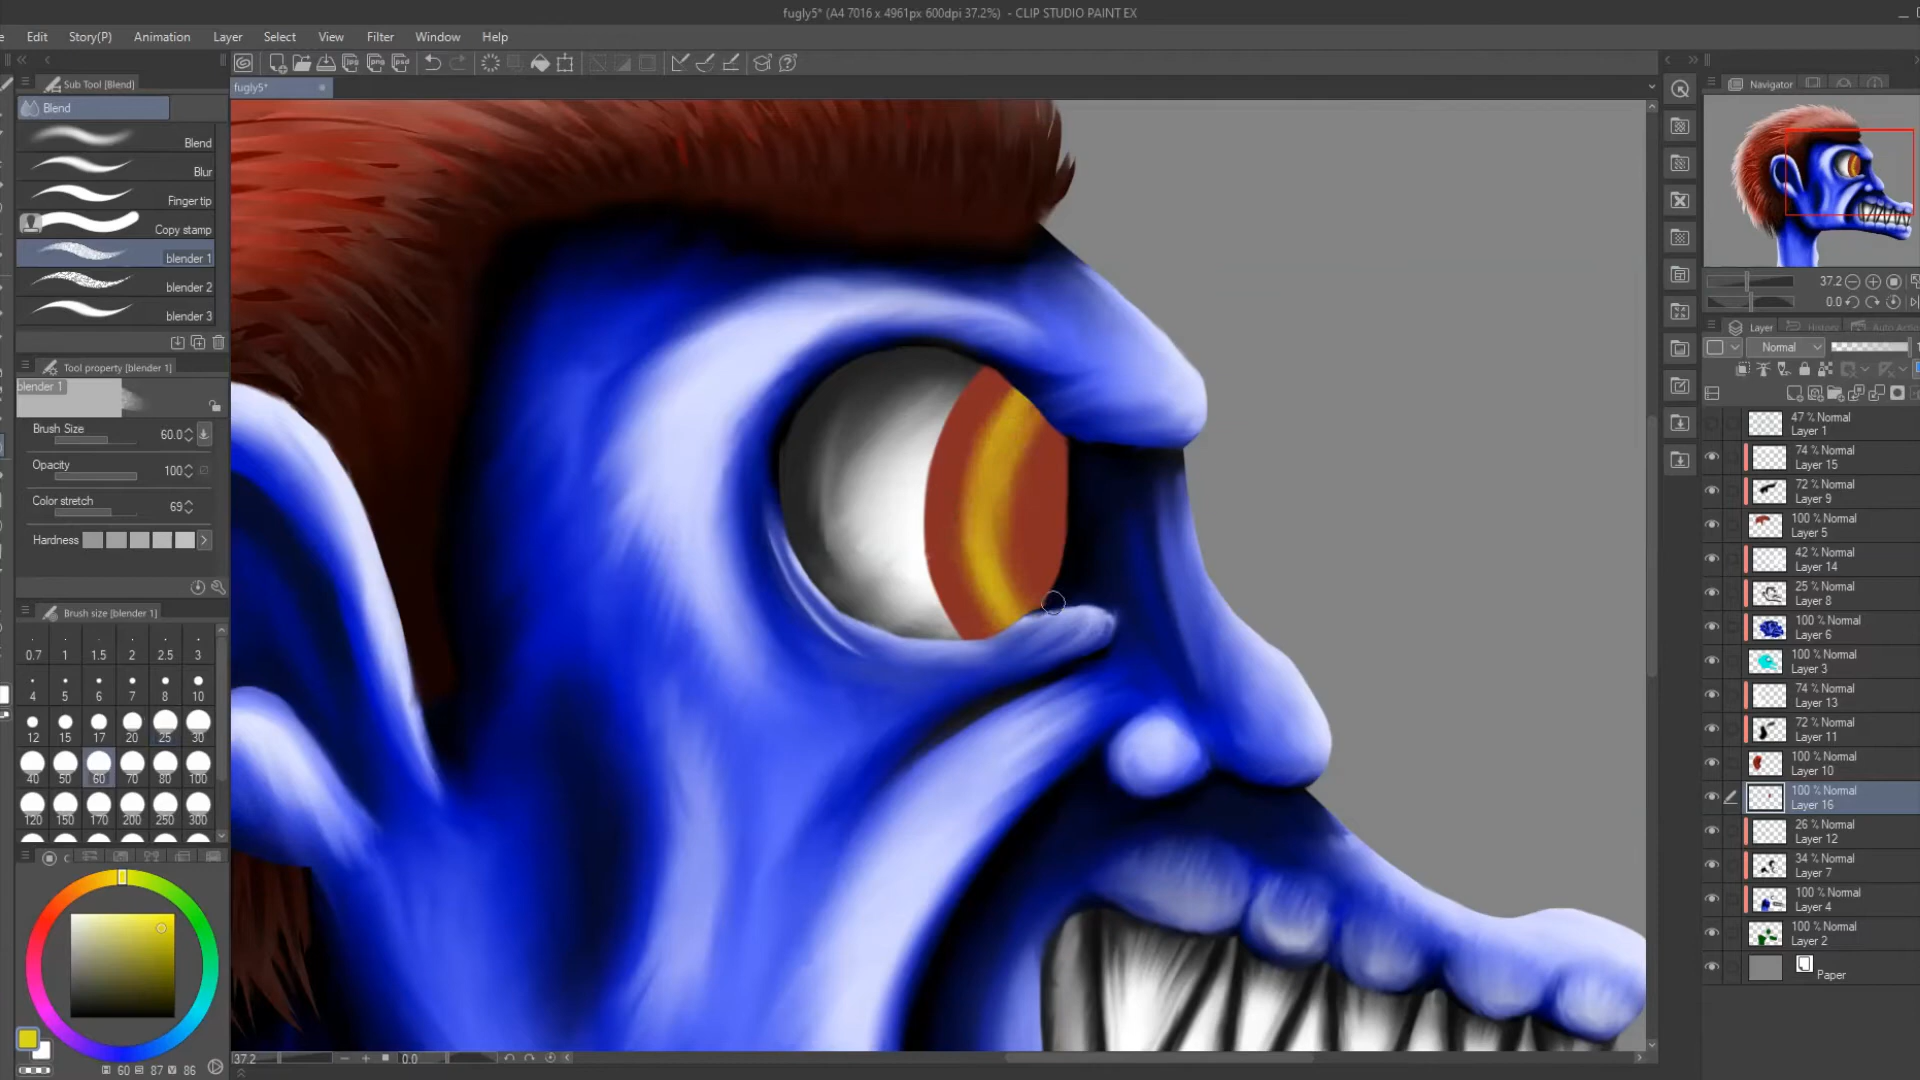 fugly5* (A4 7016 x 4961px 600dpi 37.2%) - CLIP STUDIO PAINT EX
e Edit Story(P) Animation Layer Select View Filter Window Help
Sub Tool [Blend]
Blend
Blend
Blur
Finger tip
Copy stamp
blender 1
blender 2
blender 3
Tool property [blender 1]
blender 1
Brush Size 60.0
Opacity 100
Color stretch 69
Hardness
Brush size [blender 1]
0.7 1 1.5 2 2.5 3
4 5 6 7 8 10
12 15 17 20 25 30
40 50 60 70 80 100
120 150 170 200 250 300
H 60 S 87 V 86
fugly5*
37.2 0.0
Navigator
37.2
0.0
Layer History Auto Acti
Normal
47 % Normal
Layer 1
74 % Normal
Layer 15
72 % Normal
Layer 9
100 % Normal
Layer 5
42 % Normal
Layer 14
25 % Normal
Layer 8
100 % Normal
Layer 6
100 % Normal
Layer 3
74 % Normal
Layer 13
72 % Normal
Layer 11
100 % Normal
Layer 10
100 % Normal
Layer 16
26 % Normal
Layer 12
34 % Normal
Layer 7
100 % Normal
Layer 4
100 % Normal
Layer 2
Paper